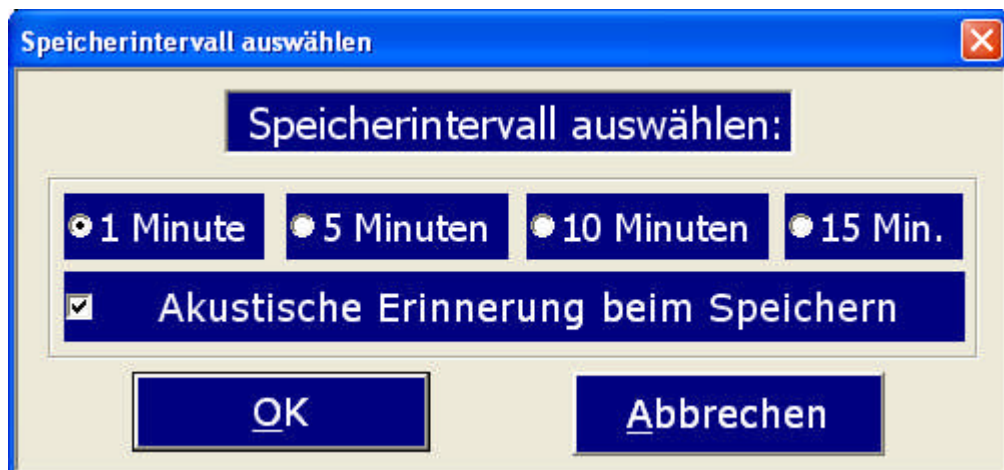 Speicherintervall auswählen
Speicherintervall auswählen:
1 Minute 5 Minuten 10 Minuten 15 Min.
Akustische Erinnerung beim Speichern
OK Abbrechen